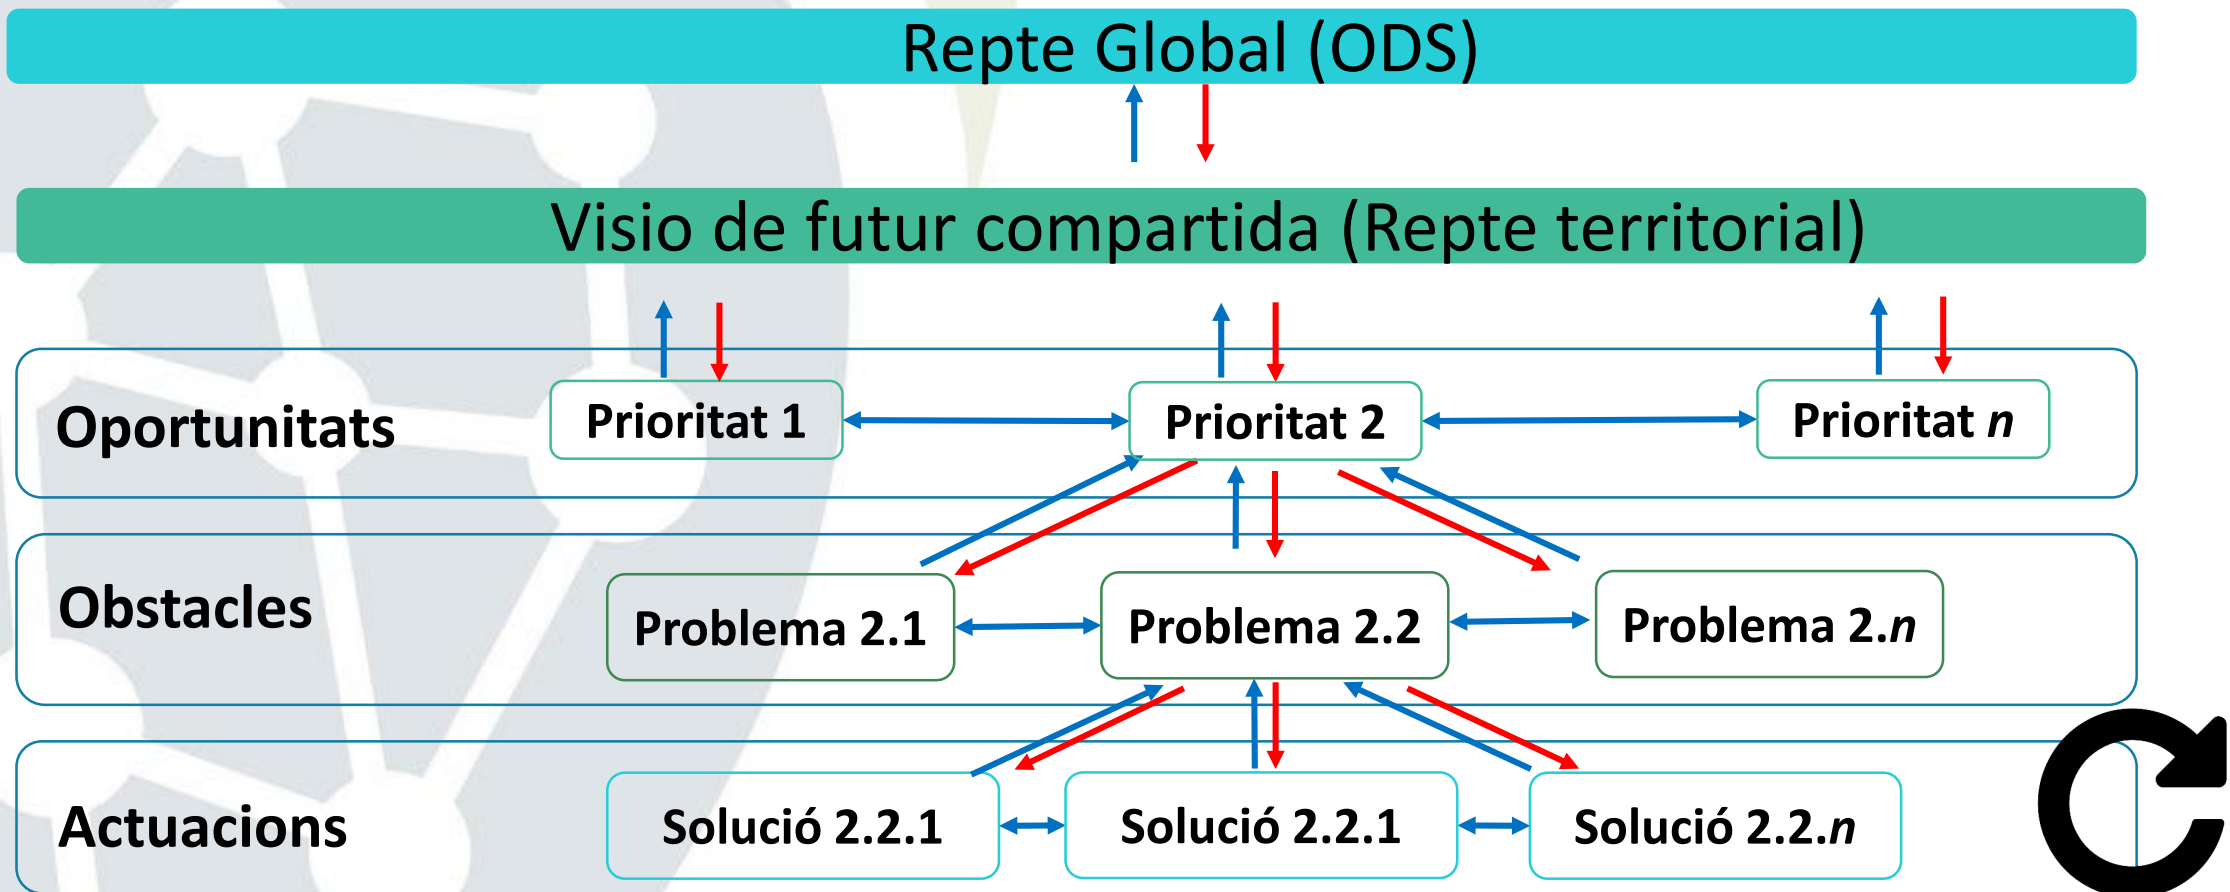 Repte Global (ODS)
Visio de futur compartida (Repte territorial)
Oportunitats
Prioritat 1
Prioritat 2
Prioritat n
Obstacles
Problema 2.1
Problema 2.2
Problema 2.n
Actuacions
Solució 2.2.1
Solució 2.2.1
Solució 2.2.n